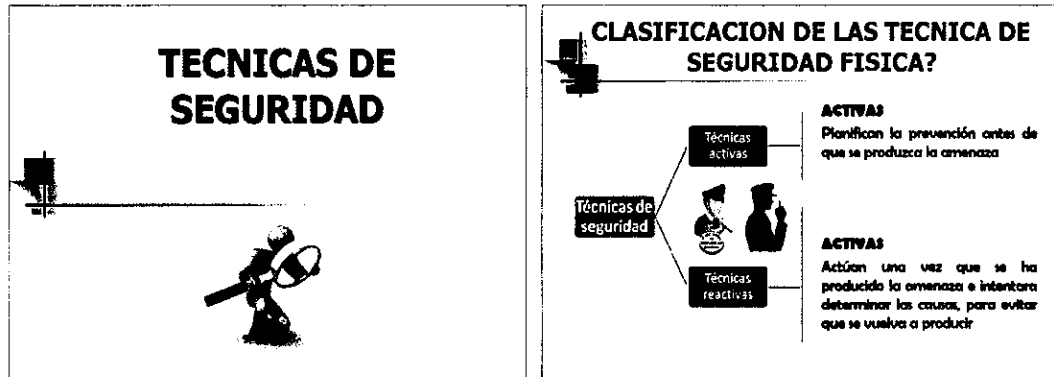 TECNICAS DE
SEGURIDAD
CLASIFICACION DE LAS TECNICA DE
SEGURIDAD FISICA?
Técnicas de
seguridad
Técnicas
activas
ACTIVAS
Planifican la prevención antes de
que se produzca la amenaza
Técnicas
reactivas
ACTIVAS
Actúan una vez que se ha
producido la amenaza e intentara
determinar las causas, para evitar
que se vuelva a producir